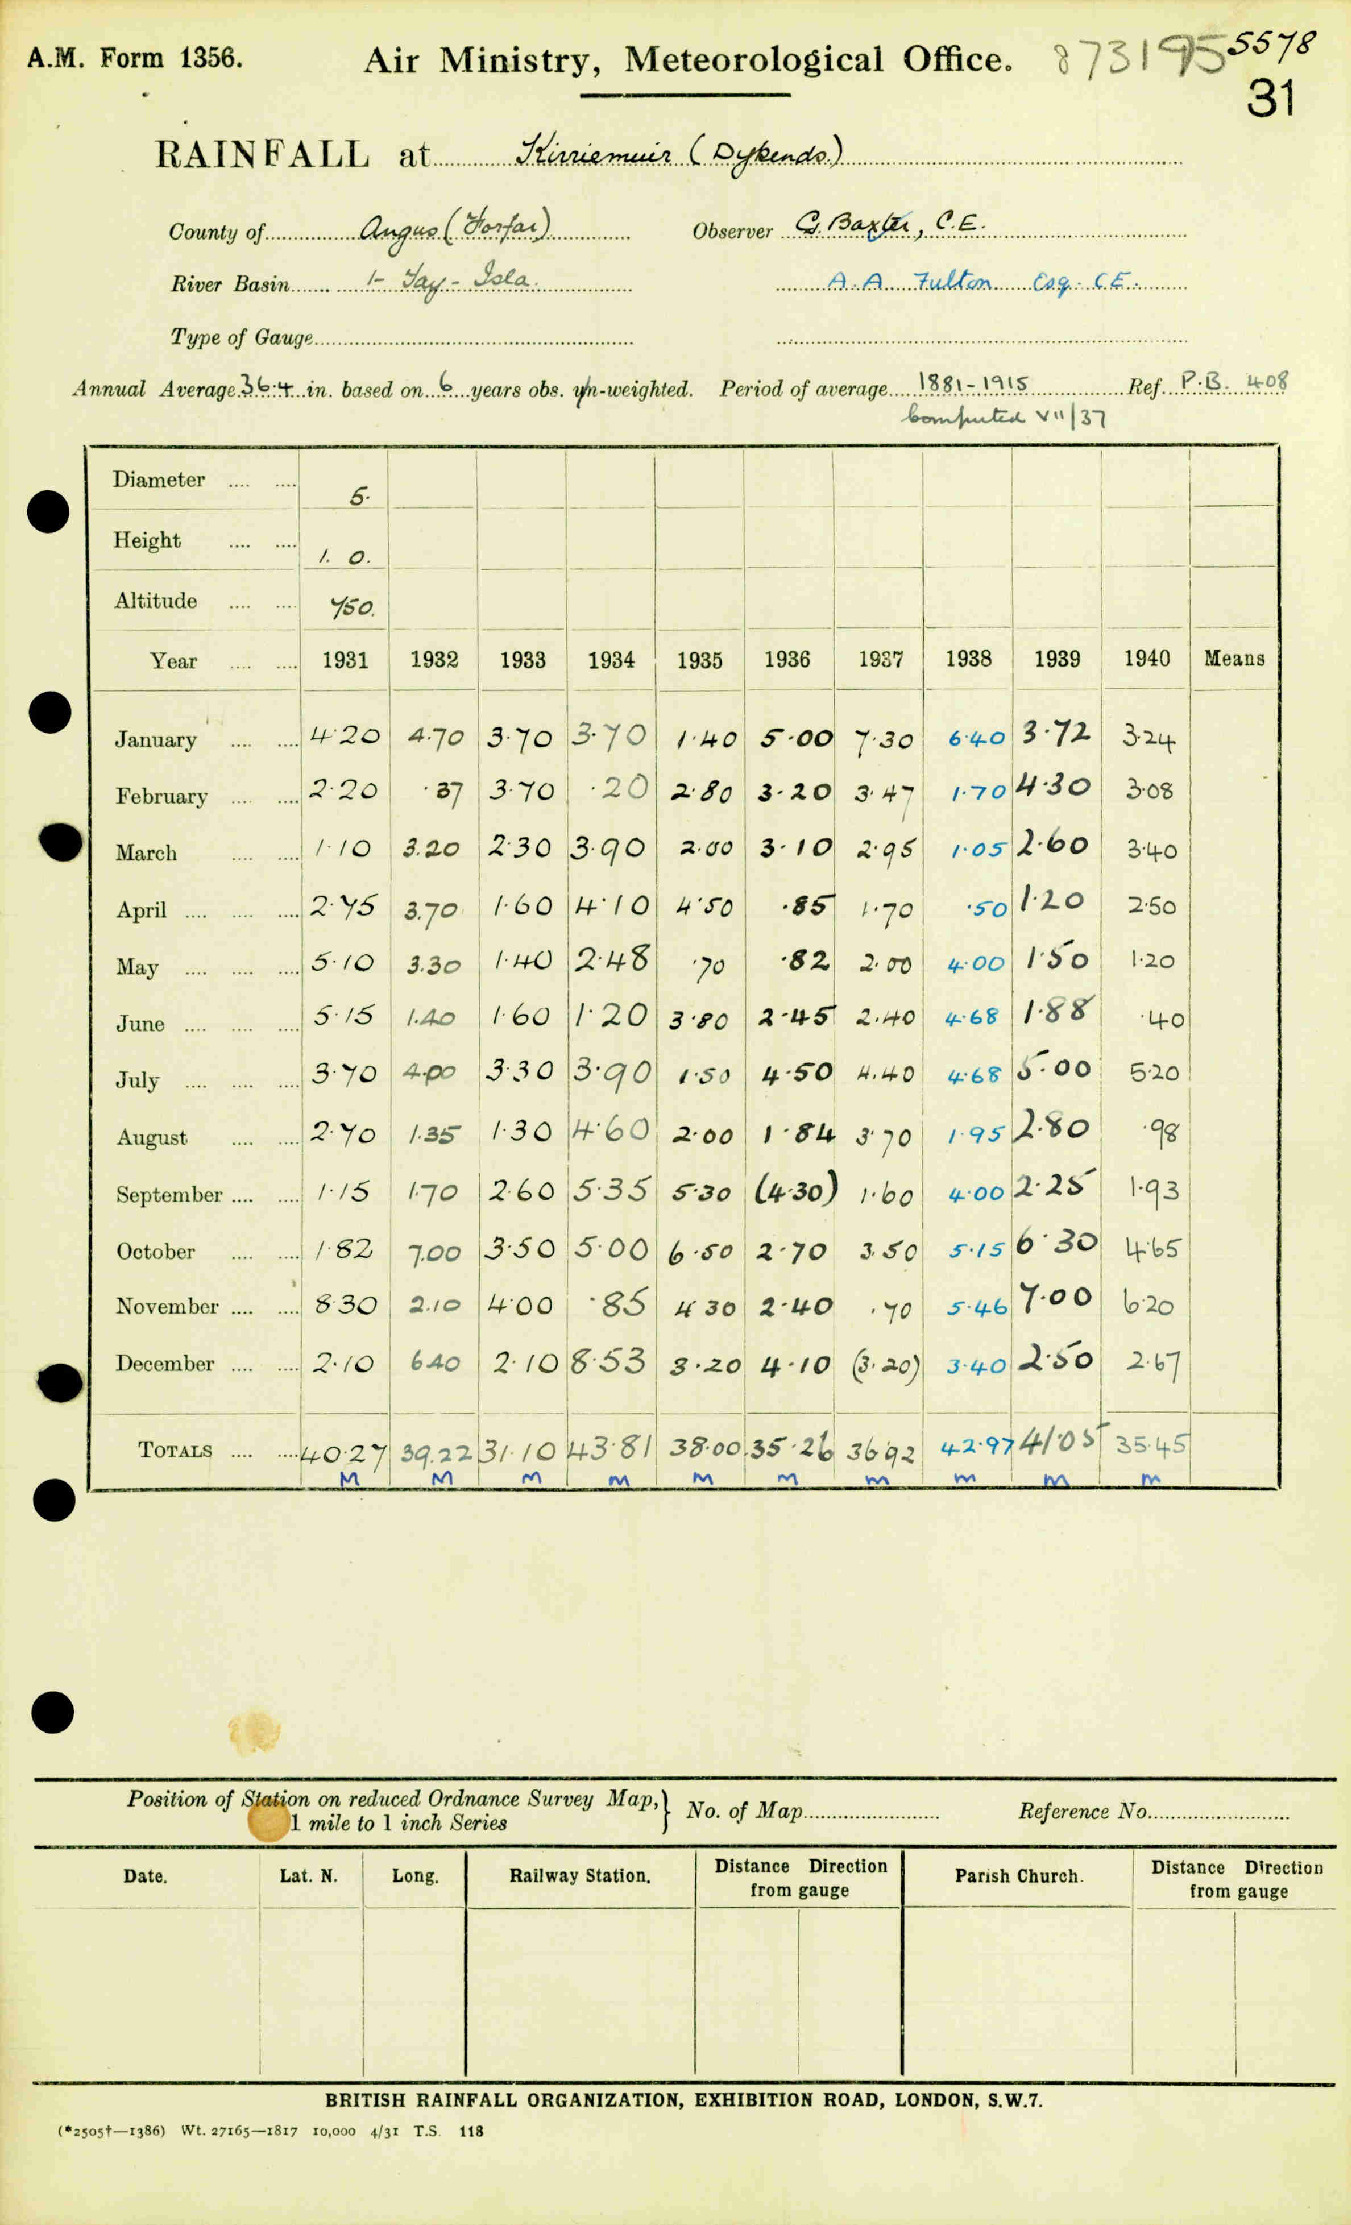 A.M. Form 1356. Air Ministry, Meteorological Office. 873195 5578
31
RAINFALL at Kirriemuir (Dykends.)
County of Angus (Forfar) Observer G. Baxter, C.E.
River Basin 1- Tay - Isla. A. A. Fulton Esq. C.E.
Type of Gauge
Annual Average 36.4 in. based on 6 years obs. un-weighted. Period of average 1881-1915 Ref. P.B. 408
Computed VII/37
Diameter .... .... 5.
Height .... .... 1. 0.
Altitude .... .... 750.
Year .... .... 1931 1932 1933 1934 1935 1936 1937 1938 1939 1940 Means
January .... .... 4.20 4.70 3.70 3.70 1.40 5.00 7.30 6.40 3.72 3.24
February .... .... 2.20 .37 3.70 .20 2.80 3.20 3.47 1.70 4.30 3.08
March .... .... 1.10 3.20 2.30 3.90 2.00 3.10 2.95 1.05 2.60 3.40
April .... .... .... 2.75 3.70 1.60 4.10 4.50 .85 1.70 .50 1.20 2.50
May .... .... .... 5.10 3.30 1.40 2.48 .70 .82 2.00 4.00 1.50 1.20
June .... .... .... 5.15 1.40 1.60 1.20 3.80 2.45 2.40 4.68 1.88 .40
July .... .... .... 3.70 4.00 3.30 3.90 1.50 4.50 4.40 4.68 5.00 5.20
August .... .... 2.70 1.35 1.30 4.60 2.00 1.84 3.70 1.95 2.80 .98
September .... .... 1.15 1.70 2.60 5.35 5.30 (4.30) 1.60 4.00 2.25 1.93
October .... .... 1.82 7.00 3.50 5.00 6.50 2.70 3.50 5.15 6.30 4.65
November .... .... 8.30 2.10 4.00 .85 4.30 2.40 .70 5.46 7.00 6.20
December .... .... 2.10 6.40 2.10 8.53 3.20 4.10 (3.20) 3.40 2.50 2.67
TOTALS .... .... 40.27 39.22 31.10 43.81 38.00 35.26 36.92 42.97 41.05 35.45
M M M M M M M M M M
Position of Station on reduced Ordnance Survey Map, } No. of Map Reference No.
1 mile to 1 inch Series
Date. Lat. N. Long. Railway Station. Distance Direction from gauge Parish Church. Distance Direction from gauge
BRITISH RAINFALL ORGANIZATION, EXHIBITION ROAD, LONDON, S.W.7.
(*2505†—1386) Wt. 27165—1817 10,000 4/31 T.S. 118